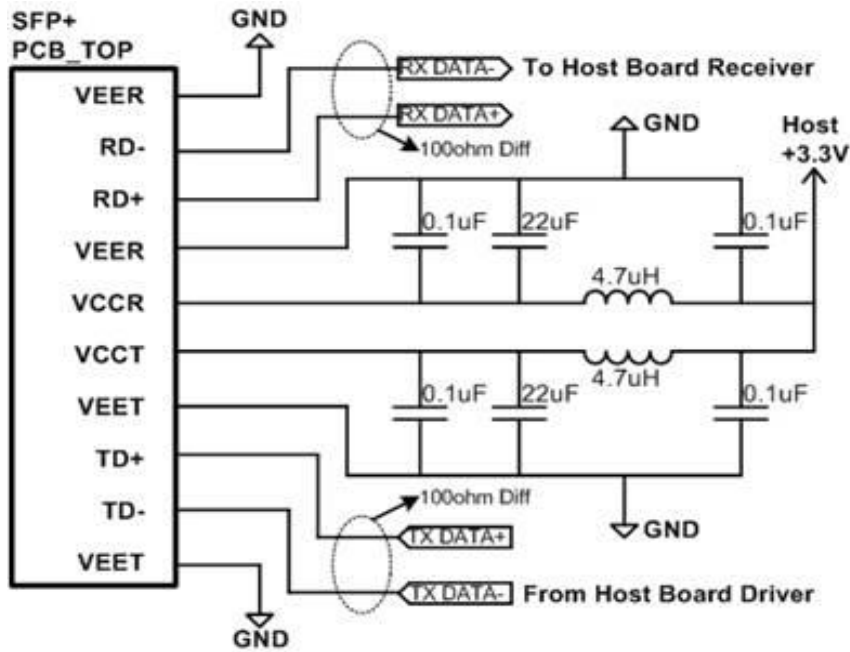 SFP+
PCB_TOP
GND
VEER
RD-
RD+
VEER
VCCR
VCCT
VEET
TD+
TD-
VEET
GND
RX DATA-
To Host Board Receiver
RX DATA+
100ohm Diff
GND
Host
+3.3V
0.1uF
22uF
0.1uF
4.7uH
4.7uH
0.1uF
22uF
0.1uF
100ohm Diff
GND
TX DATA+
TX DATA-
From Host Board Driver